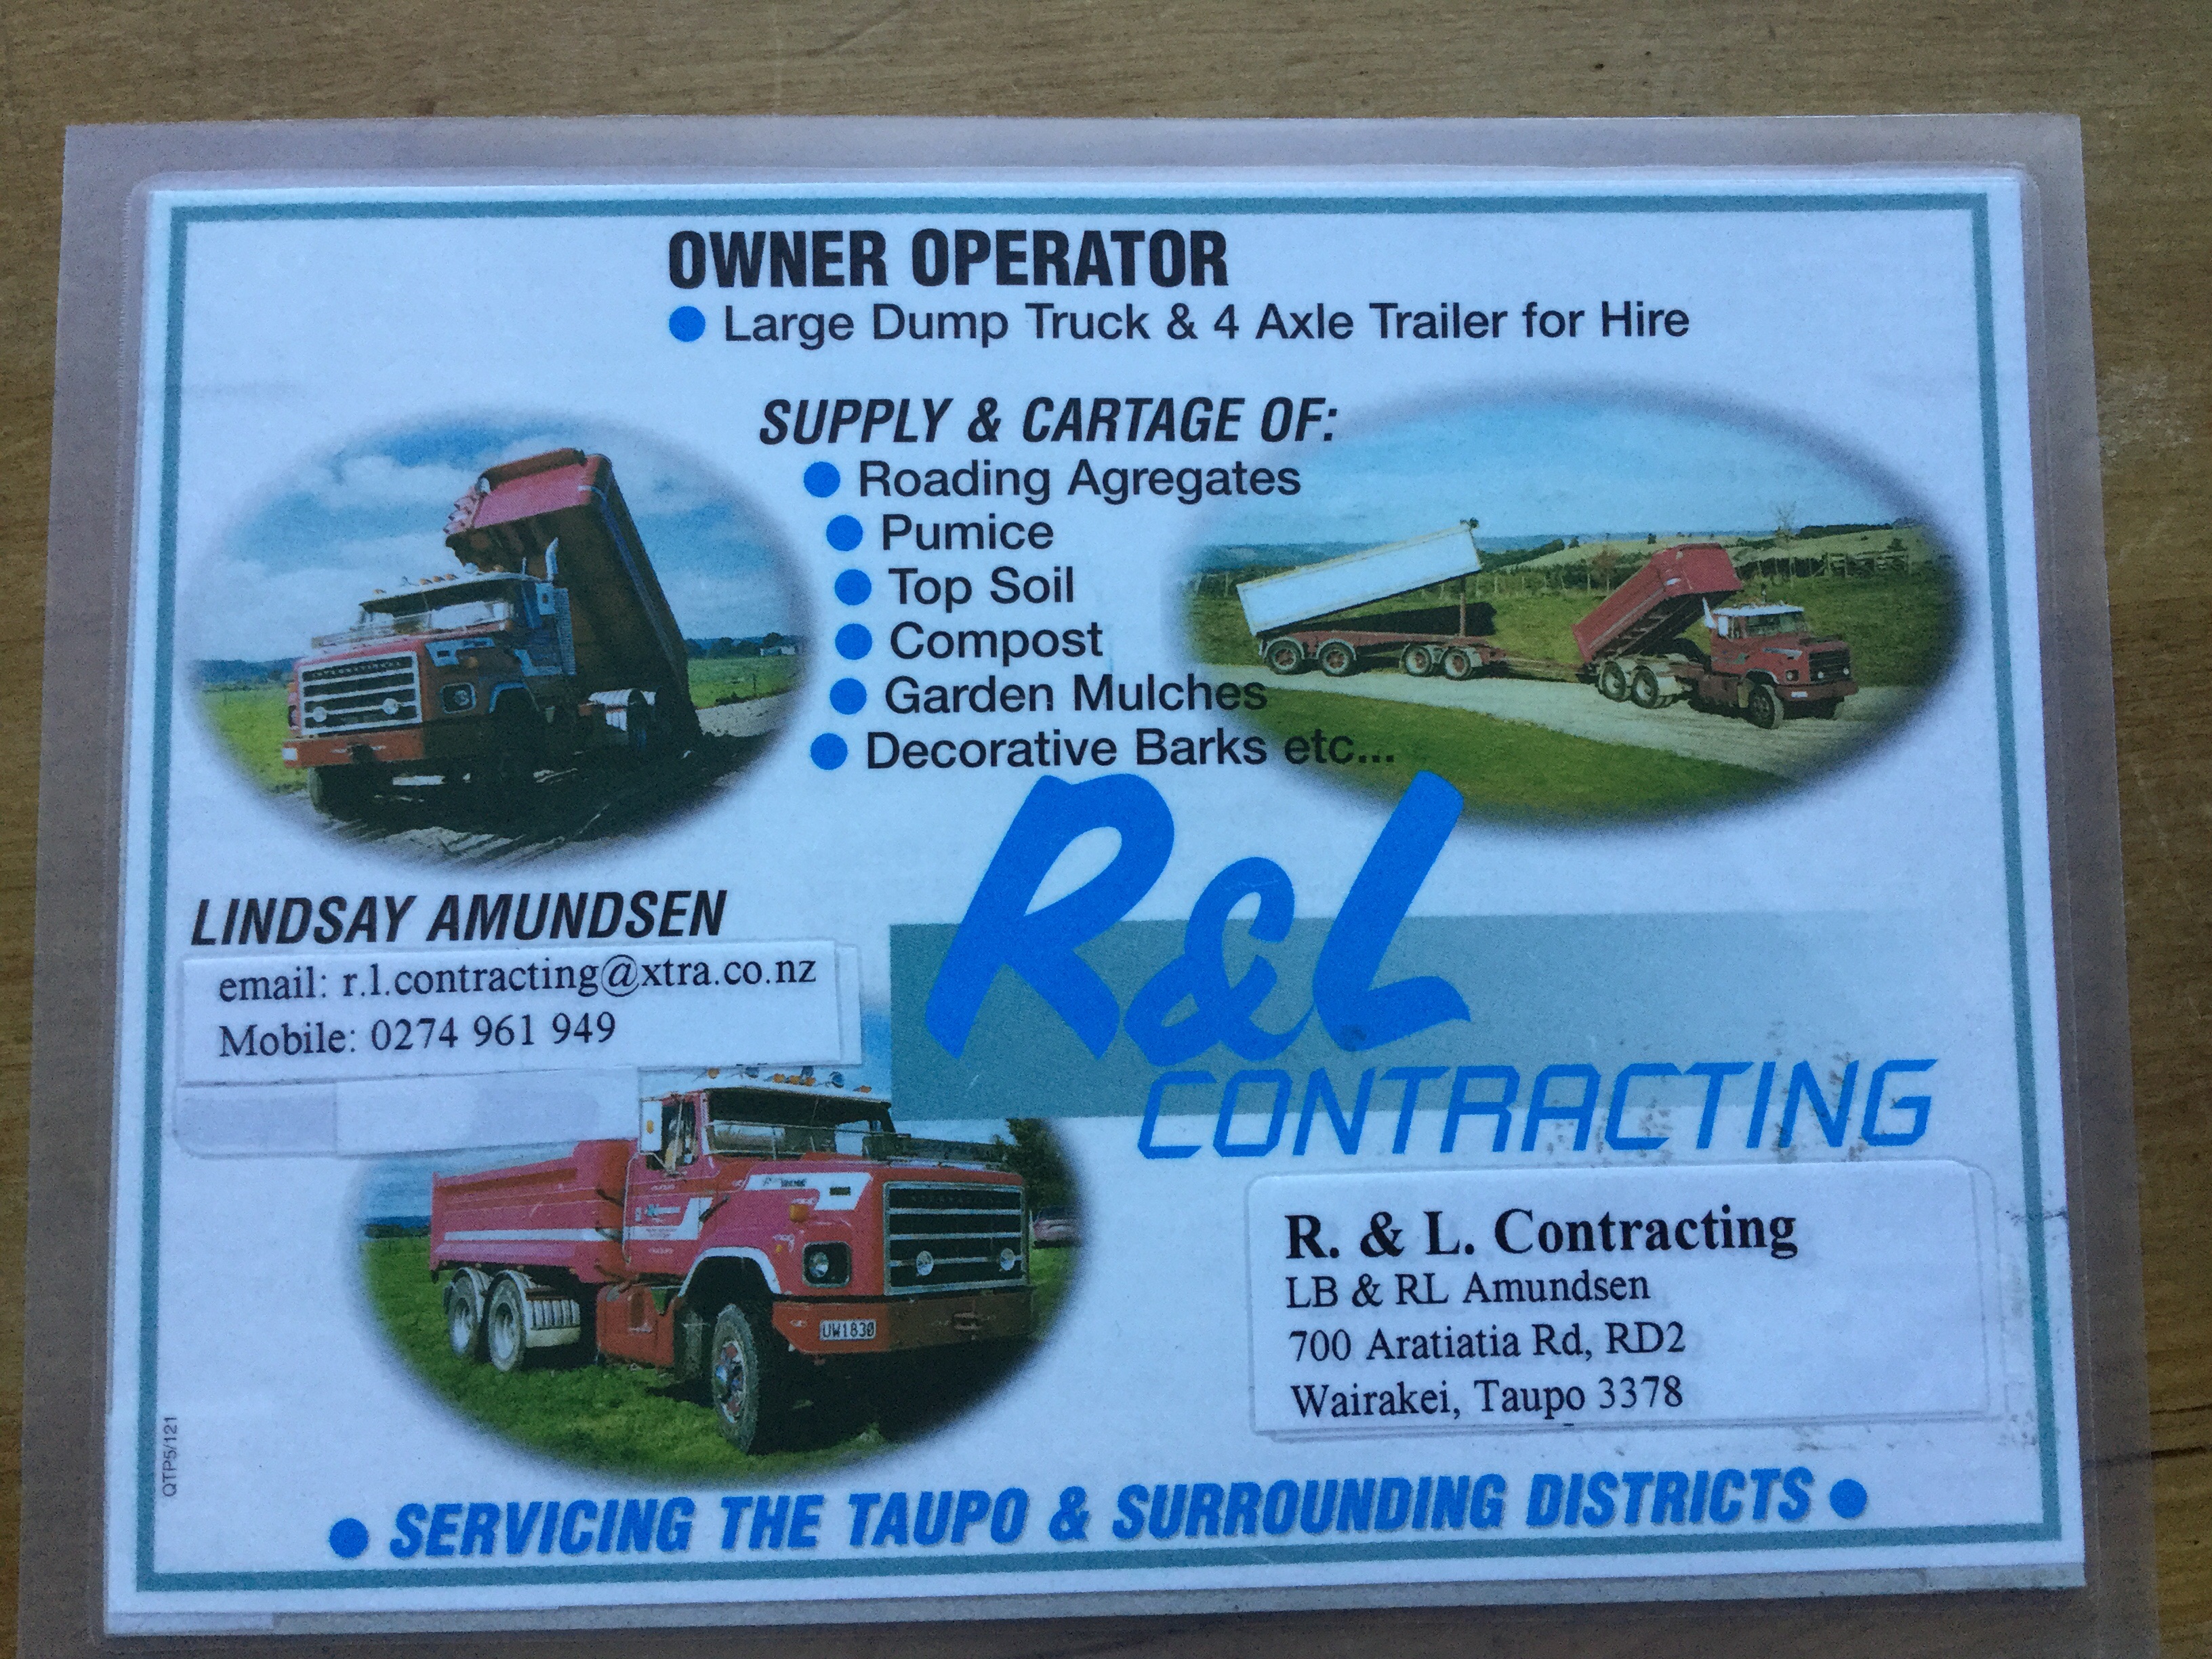 OWNER OPERATOR
● Large Dump Truck & 4 Axle Trailer for Hire
SUPPLY & CARTAGE OF:
● Roading Agregates
● Pumice
● Top Soil
● Compost
● Garden Mulches
● Decorative Barks etc...
R&L
CONTRACTING
LINDSAY AMUNDSEN
email: r.l.contracting@xtra.co.nz
Mobile: 0274 961 949
UW1830
R. & L. Contracting
LB & RL Amundsen
700 Aratiatia Rd, RD2
Wairakei, Taupo 3378
QTP5/121
● SERVICING THE TAUPO & SURROUNDING DISTRICTS ●